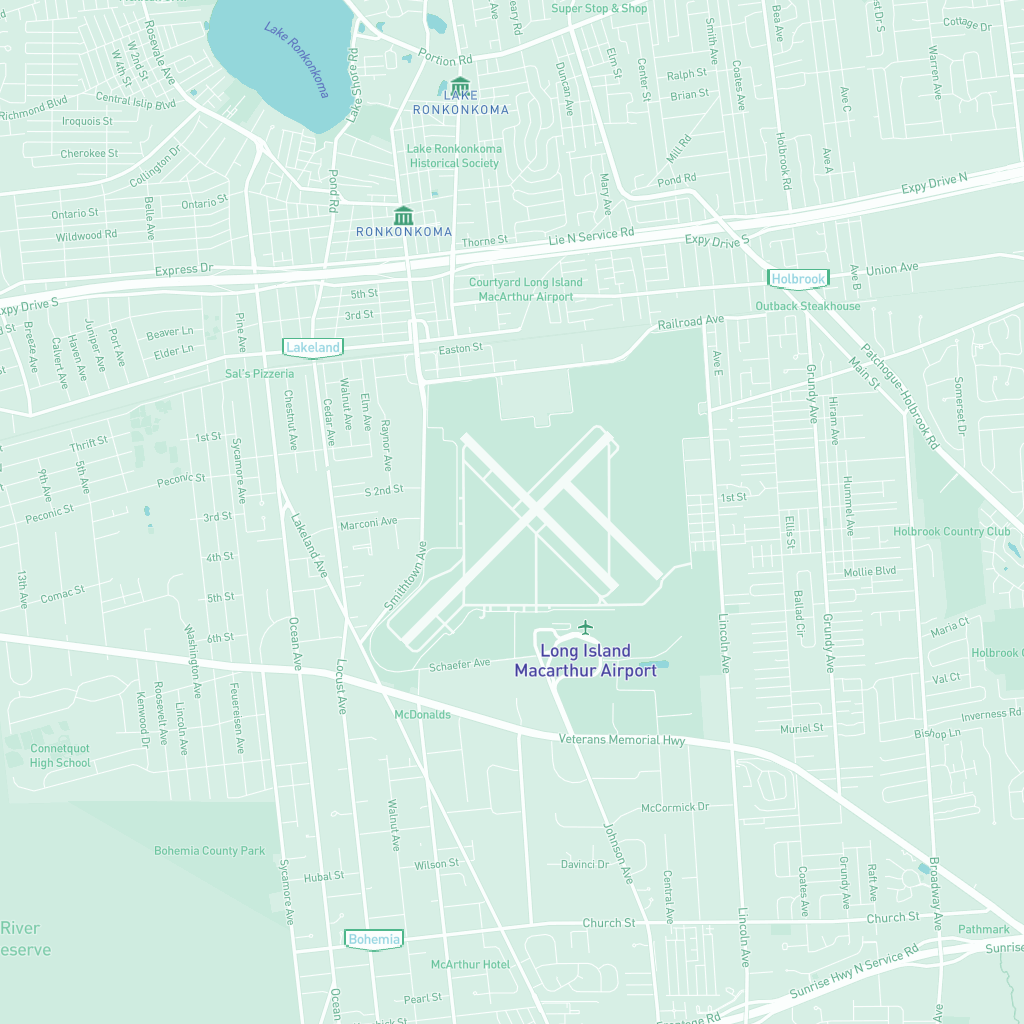 Super Stop & Shop
Rosevale Ave
W 2nd St
W 4th St
Lake Ronkonkoma
Lake Shore Rd
Portion Rd
Duncan Ave
Elm St
Center St
Smith Ave
Coates Ave
Bea Ave
Cottage Dr
Warren Ave
Ralph St
Brian St
Ave C
Richmond Blvd
Central Islip Blvd
Iroquois St
LAKE
RONKONKOMA
Cherokee St
Collington Dr
Lake Ronkonkoma
Historical Society
Mill Rd
Holbrook Rd
Ave A
Pond Rd
Pond Rd
Mary Ave
Expy Drive N
Ontario St
Ontario St
Belle Ave
Wildwood Rd
RONKONKOMA
Thorne St
Lie N Service Rd
Expy Drive S
Express Dr
Union Ave
Ave B
Holbrook
Courtyard Long Island
MacArthur Airport
5th St
3rd St
Expy Drive S
Outback Steakhouse
Railroad Ave
Breeze Ave
Calvert Ave
Haven Ave
Juniper Ave
Port Ave
Beaver Ln
Elder Ln
Pine Ave
Lakeland
Easton St
Sal's Pizzeria
Ave E
Main St
Patchogue-Holbrook Rd
Grundy Ave
Hiram Ave
Somerset Dr
Chestnut Ave
Walnut Ave
Cedar Ave
Elm Ave
Raynor Ave
Thrift St
1st St
Sycamore Ave
9th Ave
5th Ave
Peconic St
Peconic St
S 2nd St
1st St
Hummel Ave
3rd St
Marconi Ave
Lakeland Ave
Ellis St
Holbrook Country Club
4th St
Mollie Blvd
13th Ave
Comac St
5th St
Smithtown Ave
Ballad Cir
Lincoln Ave
Grundy Ave
Maria Ct
6th St
Washington Ave
Ocean Ave
Long Island
Macarthur Airport
Schaefer Ave
Locust Ave
Val Ct
Kenwood Dr
Roosevelt Ave
Lincoln Ave
Feuereisen Ave
McDonalds
Inverness Rd
Muriel St
Bishop Ln
Veterans Memorial Hwy
Connetquot
High School
McCormick Dr
Walnut Ave
Johnson Ave
Bohemia County Park
Wilson St
Davinci Dr
Hubal St
Sycamore Ave
Central Ave
Coates Ave
Grundy Ave
Raft Ave
Broadway Ave
Church St
Church St
Lincoln Ave
Bohemia
Pathmark
McArthur Hotel
Sunrise Hwy N Service Rd
Pearl St